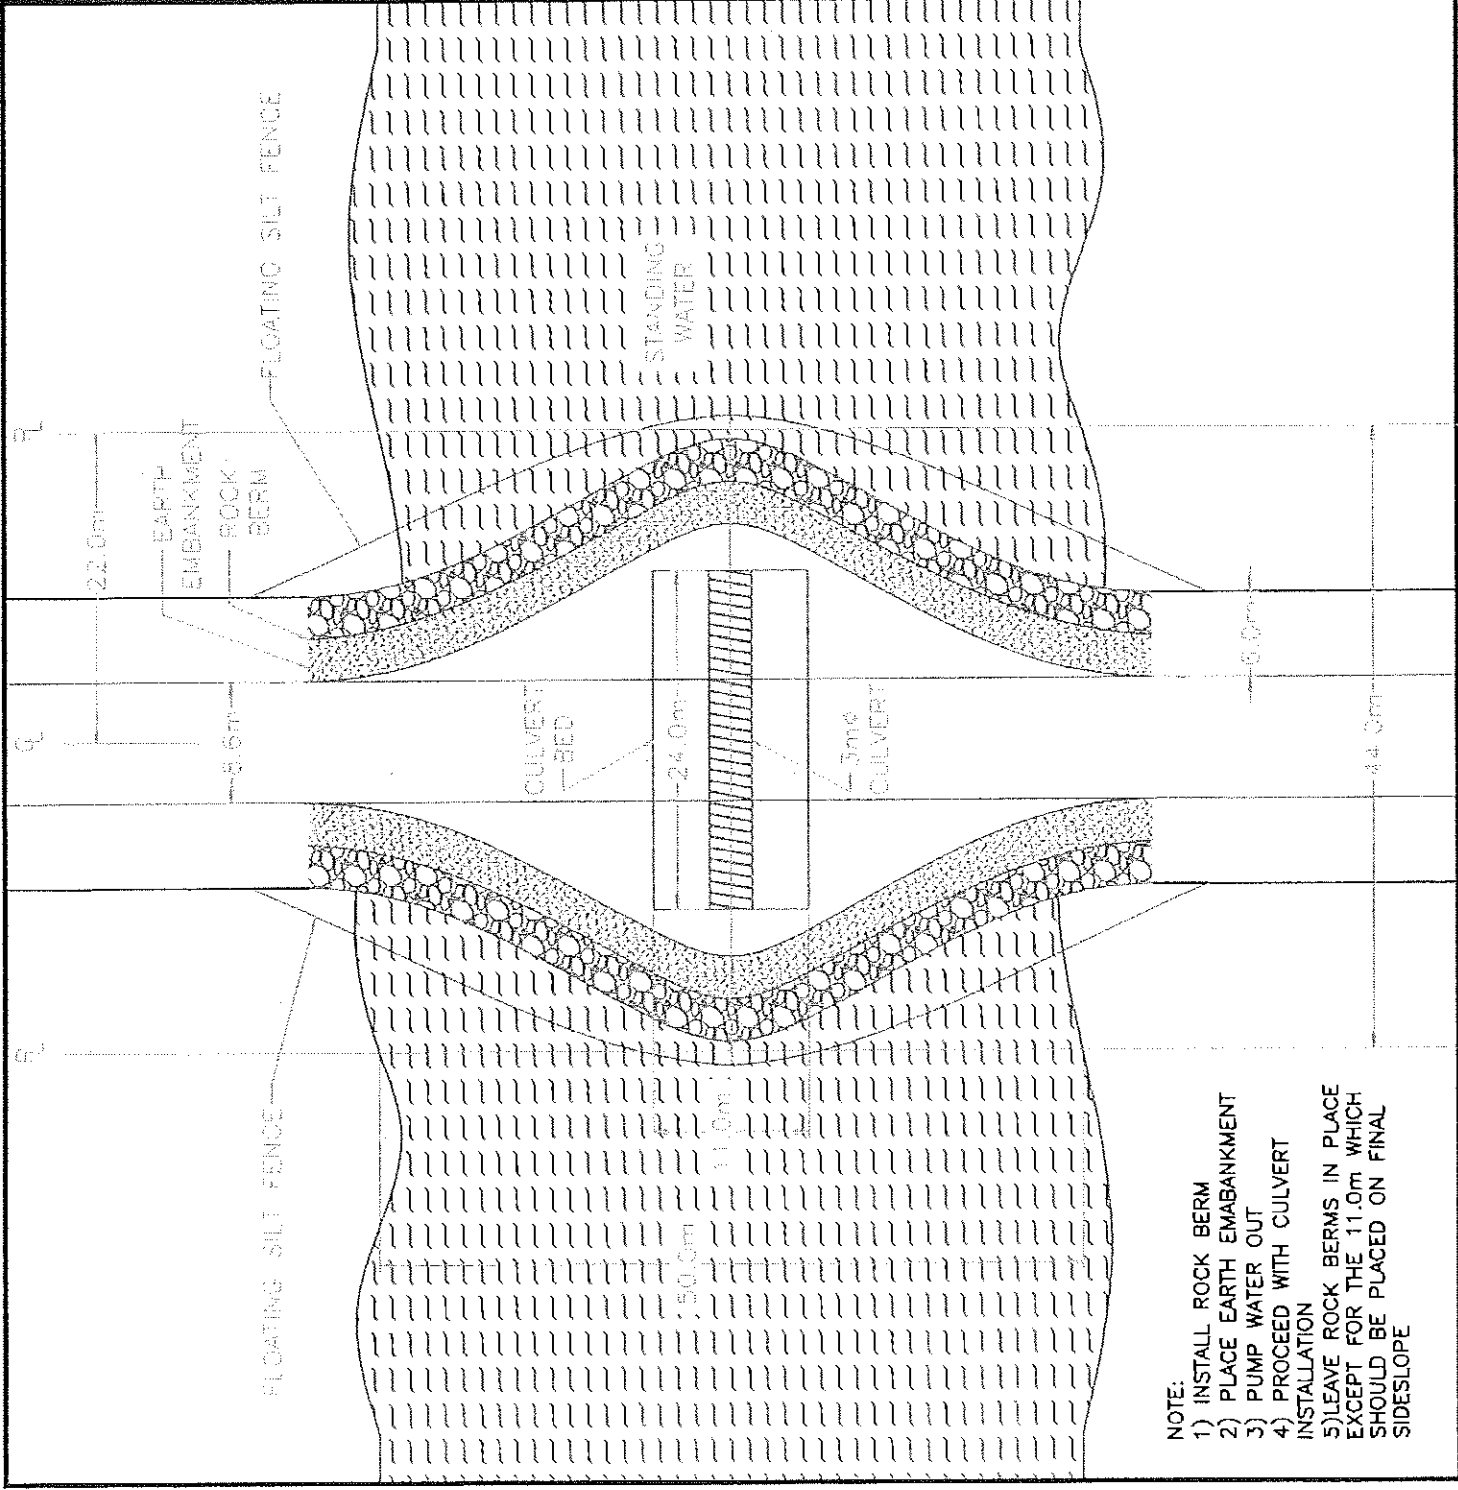 FLOATING SILT FENCE
FLOATING SILT FENCE
22.0m
EARTH
EMBANKMENT
ROCK
BERM
8.6m
STANDING
WATER
CULVERT
BED
24.0m
3mø
CULVERT
11.0m
50.0m
6.0m
44.0m
NOTE:
1) INSTALL ROCK BERM
2) PLACE EARTH EMABANKMENT
3) PUMP WATER OUT
4) PROCEED WITH CULVERT
INSTALLATION
5)LEAVE ROCK BERMS IN PLACE
EXCEPT FOR THE 11.0m WHICH
SHOULD BE PLACED ON FINAL
SIDESLOPE